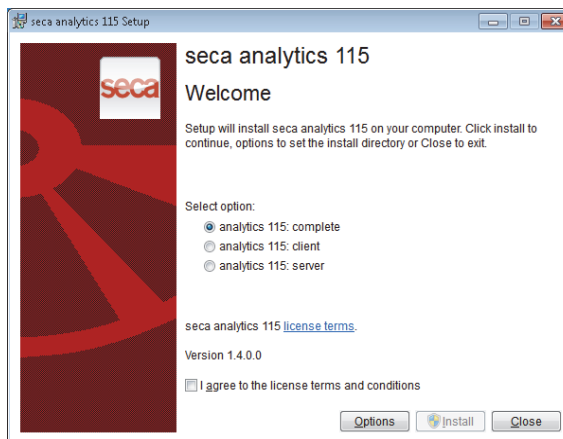 seca analytics 115 Setup
seca
seca analytics 115
Welcome
Setup will install seca analytics 115 on your computer. Click install to
continue, options to set the install directory or Close to exit.
Select option:
analytics 115: complete
analytics 115: client
analytics 115: server
seca analytics 115 license terms.
Version 1.4.0.0
I agree to the license terms and conditions
Options Install Close